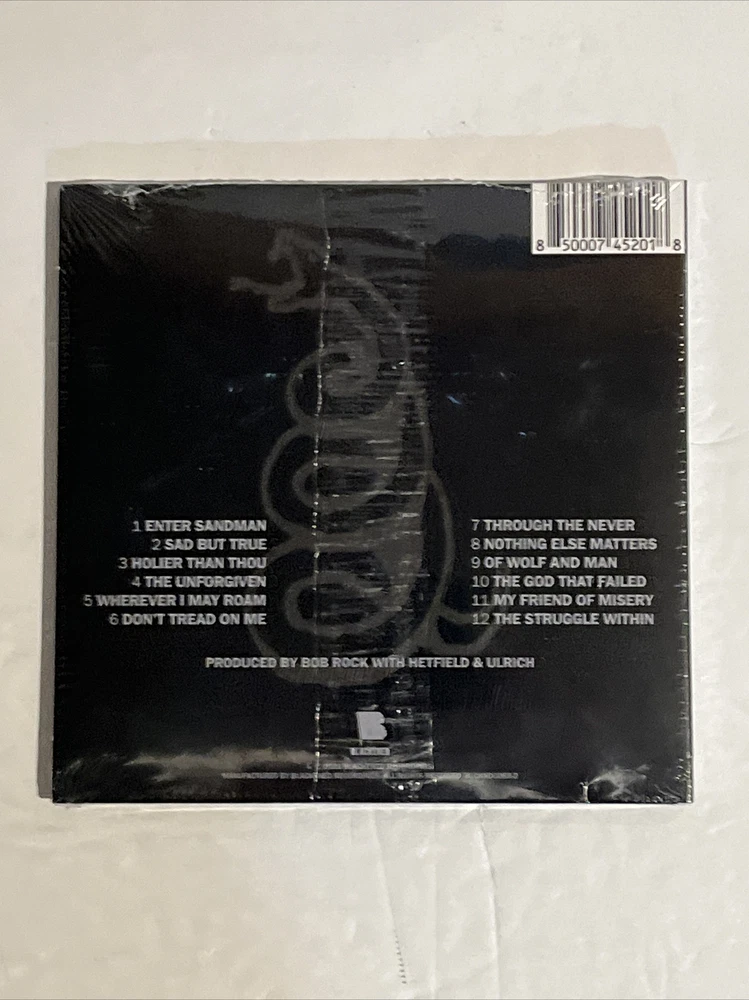 8 50007 45201 8
1 ENTER SANDMAN
2 SAD BUT TRUE
3 HOLIER THAN THOU
4 THE UNFORGIVEN
5 WHEREVER I MAY ROAM
6 DON'T TREAD ON ME
7 THROUGH THE NEVER
8 NOTHING ELSE MATTERS
9 OF WOLF AND MAN
10 THE GOD THAT FAILED
11 MY FRIEND OF MISERY
12 THE STRUGGLE WITHIN
PRODUCED BY BOB ROCK WITH HETFIELD & ULRICH
B